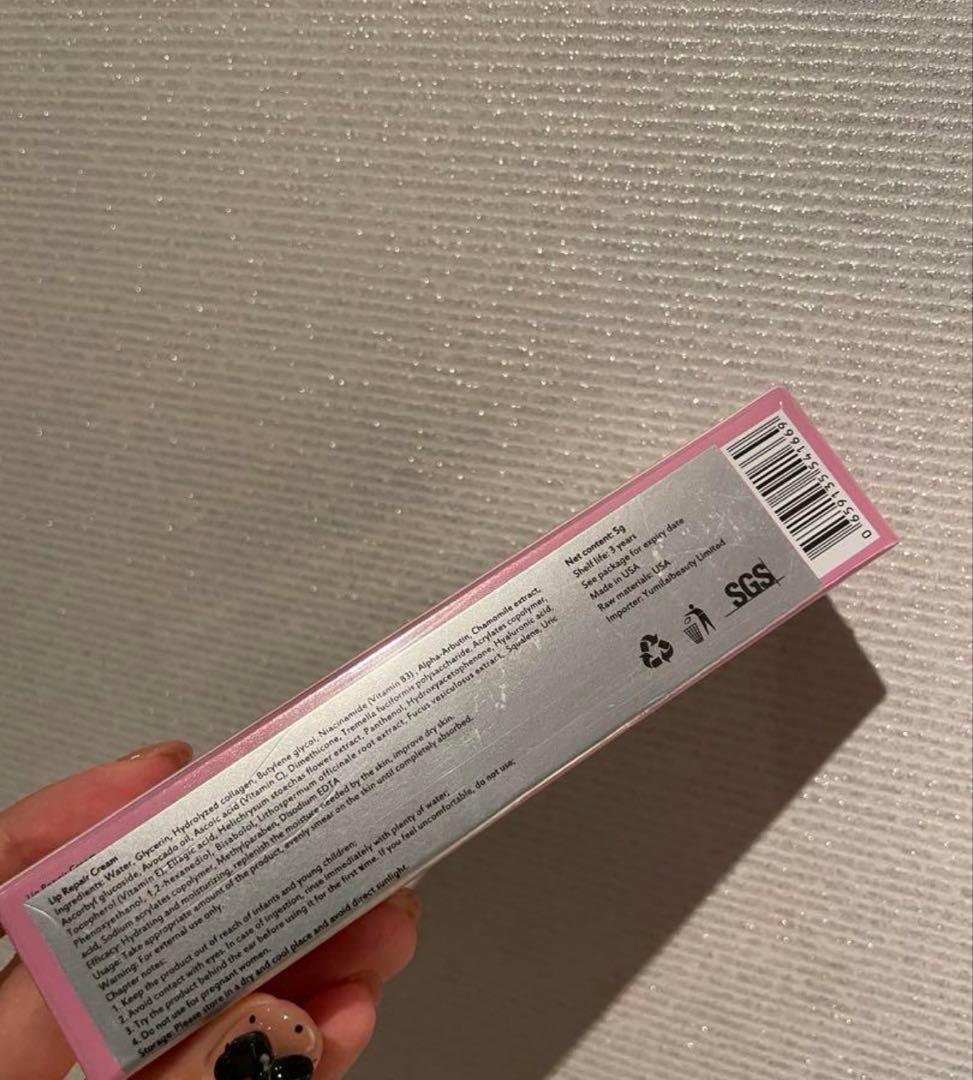 Lip Repair Cream
Lip Repair Cream
Ingredients: Water, Glycerin, Hydrolyzed collagen, Butylene glycol, Niacinamide (Vitamin B3), Alpha-Arbutin, Chamomile extract,
Ascorbyl glucoside, Avocado oil, Ascoic acid (Vitamin C), Dimethicone, Tremella fuciformis polysaccharide, Acrylates copolymer,
Tocopherol (Vitamin E), Ellagic acid, Helichrysum stoechas flower extract, Panthenol, Hydroxyacetophenone, Hyaluronic acid,
Phenoxyethanol, 1,2-hexanediol, Bisabolol, Lithospermum officinale root extract, Fucus vesiculosus extract, Squalene, Uric
acid, Sodium acrylates copolymer, Methylparaben, Disodium EDTA
Efficacy: Hydrating and moisturizing, replenish the moisture needed by the skin, improve dry skin.
Usage: Take appropriate amount of the product, evenly smear on the skin until completely absorbed.
Warning: For external use only.
Chapter notes:
1. Keep the product out of reach of infants and young children;
2. Avoid contact with eyes. In case of ingestion, rinse immediately with plenty of water;
3. Try the product behind the ear before using it for the first time. If you feel uncomfortable, do not use;
4. Do not use for pregnant women.
Storage: Please store in a dry and cool place and avoid direct sunlight.
Net content: 5g
Shelf life: 3 years
See package for expiry date
Made in USA
Raw materials: USA
Importer: Yumilaibeauty Limited
SGS
0 659135 541669